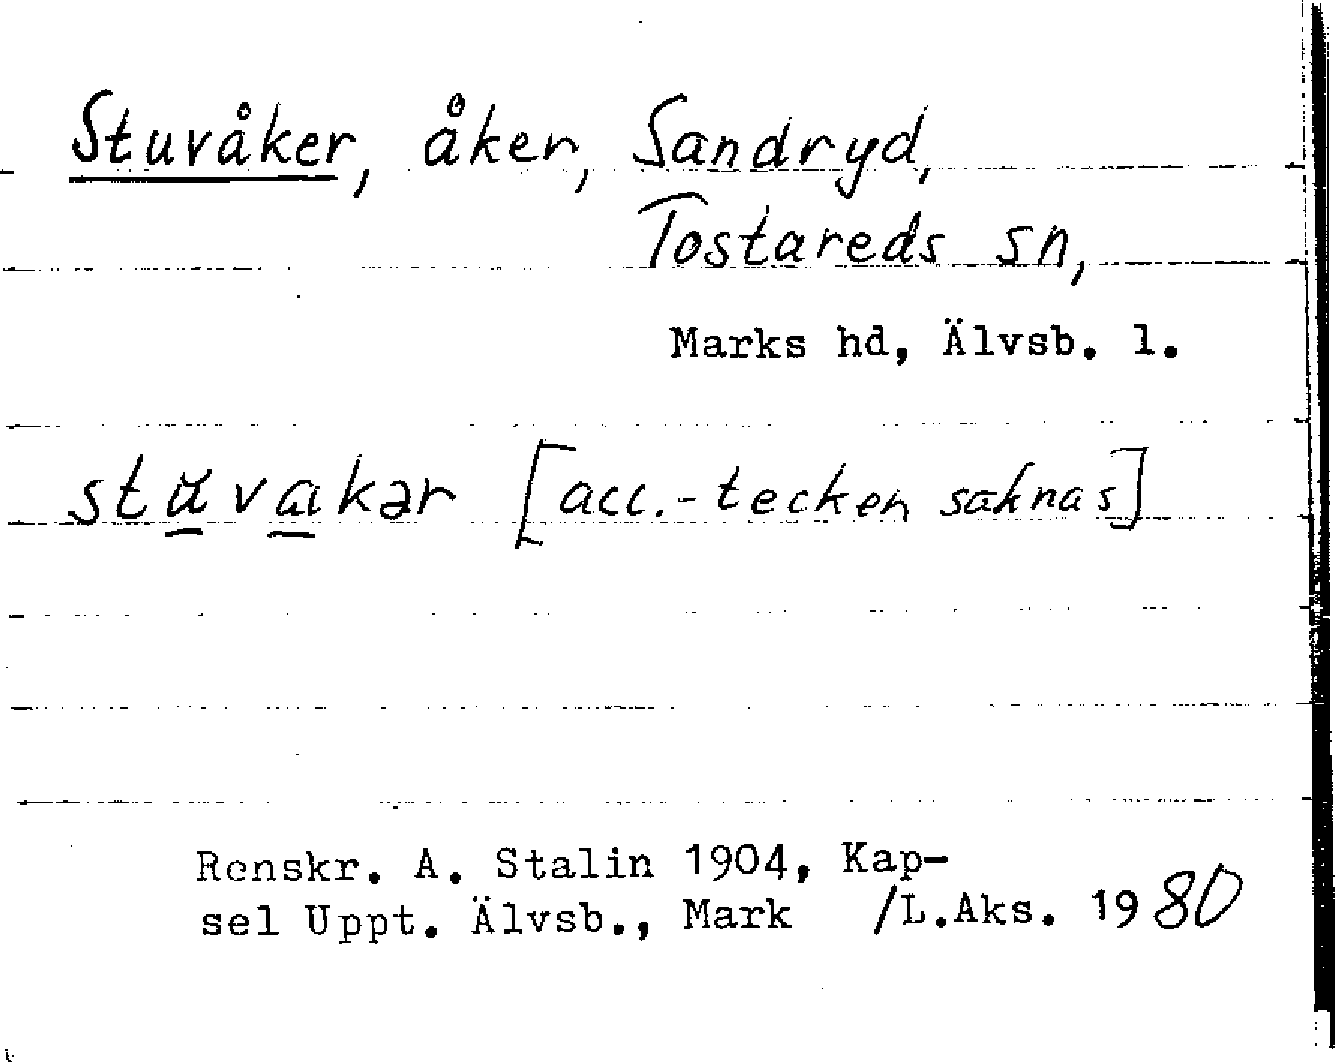 Stuvåker, åker, Sandryd,
Tostareds sn,
Marks hd, Älvsb. l.
stuvakər [acc.-tecken saknas]
Renskr. A. Stalin 1904, Kap-
sel Uppt. Älvsb., Mark /L.Aks. 1980